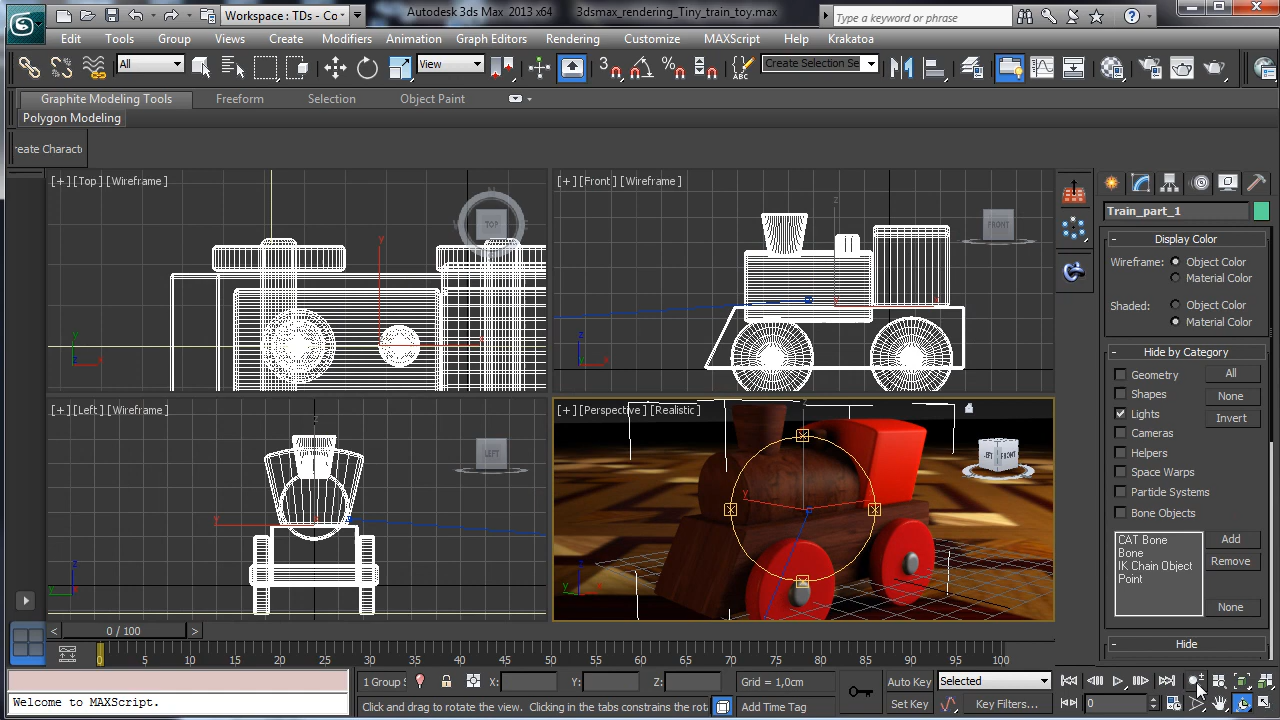 Workspace: TDs - Co
Autodesk 3ds Max 2013 x64
3dsmax_rendering_Tiny_train_toy.max
Type a keyword or phrase
Edit Tools Group Views Create Modifiers Animation Graph Editors Rendering Customize MAXScript Help Krakatoa
All
View
3
Create Selection Se
Graphite Modeling Tools Freeform Selection Object Paint
Polygon Modeling
reate Charact
[+] [Top] [Wireframe]
TOP
[+] [Front] [Wireframe]
FRONT
Train_part_1
- Display Color
Wireframe: Object Color
Material Color
Shaded: Object Color
Material Color
- Hide by Category
Geometry All
Shapes None
Lights Invert
Cameras
Helpers
Space Warps
Particle Systems
Bone Objects
CAT Bone
Bone
IK Chain Object
Point
Add
Remove
None
- Hide
[+] [Left] [Wireframe]
LEFT
[+] [Perspective] [Realistic]
LEFT FRONT
< 0 / 100 >
0 5 10 15 20 25 30 35 40 45 50 55 60 65 70 75 80 85 90 95 100
1 Group S X: Y: Z: Grid = 1,0cm Auto Key Selected
Welcome to MAXScript.
Click and drag to rotate the view. Clicking in the tabs constrains the rot Add Time Tag Set Key Key Filters... 0